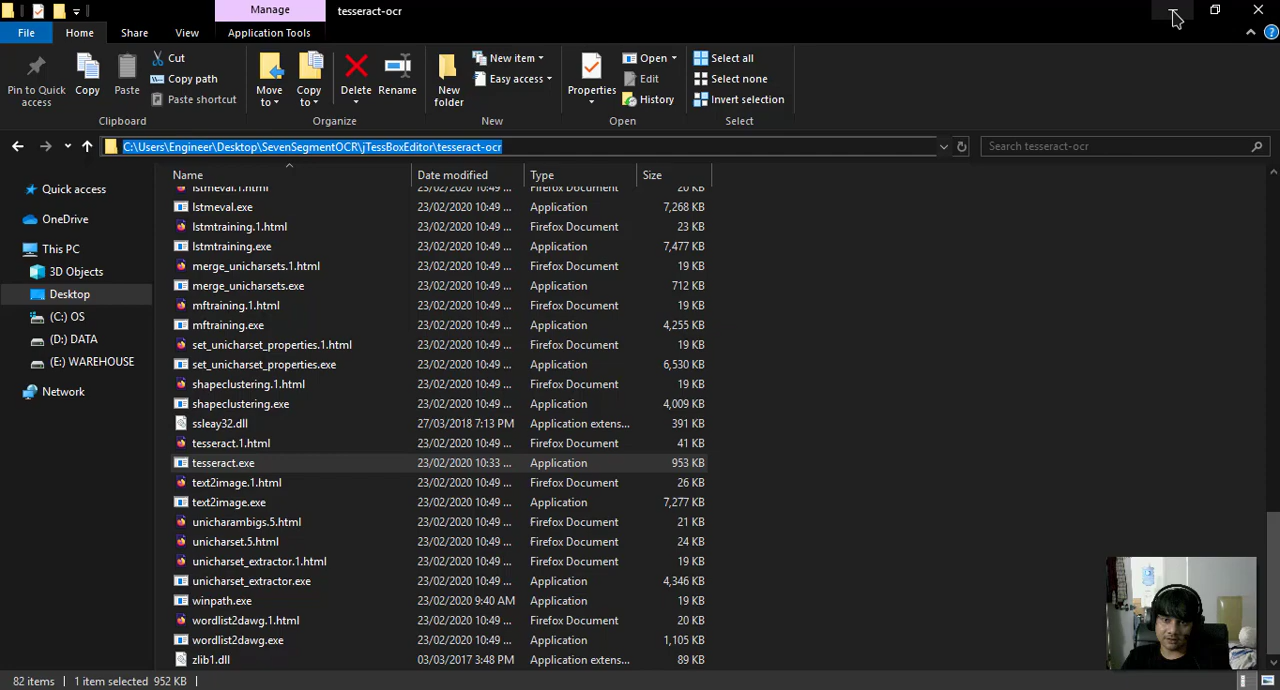 Manage
tesseract-ocr
File
Home
Share
View
Application Tools
Pin to Quick access
Copy
Paste
Cut
Copy path
Paste shortcut
Move to
Copy to
Delete
Rename
New folder
New item
Easy access
Properties
Open
Edit
History
Select all
Select none
Invert selection
Clipboard
Organize
New
Open
Select
C:\Users\Engineer\Desktop\SevenSegmentOCR\jTessBoxEditor\tesseract-ocr
Search tesseract-ocr
Quick access
OneDrive
This PC
3D Objects
Desktop
(C:) OS
(D:) DATA
(E:) WAREHOUSE
Network
Name Date modified Type Size
lstmeval.1.html 23/02/2020 10:49 ... Firefox Document 20 KB
lstmeval.exe 23/02/2020 10:49 ... Application 7,268 KB
lstmtraining.1.html 23/02/2020 10:49 ... Firefox Document 23 KB
lstmtraining.exe 23/02/2020 10:49 ... Application 7,477 KB
merge_unicharsets.1.html 23/02/2020 10:49 ... Firefox Document 19 KB
merge_unicharsets.exe 23/02/2020 10:49 ... Application 712 KB
mftraining.1.html 23/02/2020 10:49 ... Firefox Document 19 KB
mftraining.exe 23/02/2020 10:49 ... Application 4,255 KB
set_unicharset_properties.1.html 23/02/2020 10:49 ... Firefox Document 19 KB
set_unicharset_properties.exe 23/02/2020 10:49 ... Application 6,530 KB
shapeclustering.1.html 23/02/2020 10:49 ... Firefox Document 19 KB
shapeclustering.exe 23/02/2020 10:49 ... Application 4,009 KB
ssleay32.dll 27/03/2018 7:13 PM Application extens... 391 KB
tesseract.1.html 23/02/2020 10:49 ... Firefox Document 41 KB
tesseract.exe 23/02/2020 10:33 ... Application 953 KB
text2image.1.html 23/02/2020 10:49 ... Firefox Document 26 KB
text2image.exe 23/02/2020 10:49 ... Application 7,277 KB
unicharambigs.5.html 23/02/2020 10:49 ... Firefox Document 21 KB
unicharset.5.html 23/02/2020 10:49 ... Firefox Document 24 KB
unicharset_extractor.1.html 23/02/2020 10:49 ... Firefox Document 19 KB
unicharset_extractor.exe 23/02/2020 10:49 ... Application 4,346 KB
winpath.exe 23/02/2020 9:40 AM Application 19 KB
wordlist2dawg.1.html 23/02/2020 10:49 ... Firefox Document 20 KB
wordlist2dawg.exe 23/02/2020 10:49 ... Application 1,105 KB
zlib1.dll 03/03/2017 3:48 PM Application extens... 89 KB
82 items 1 item selected 952 KB